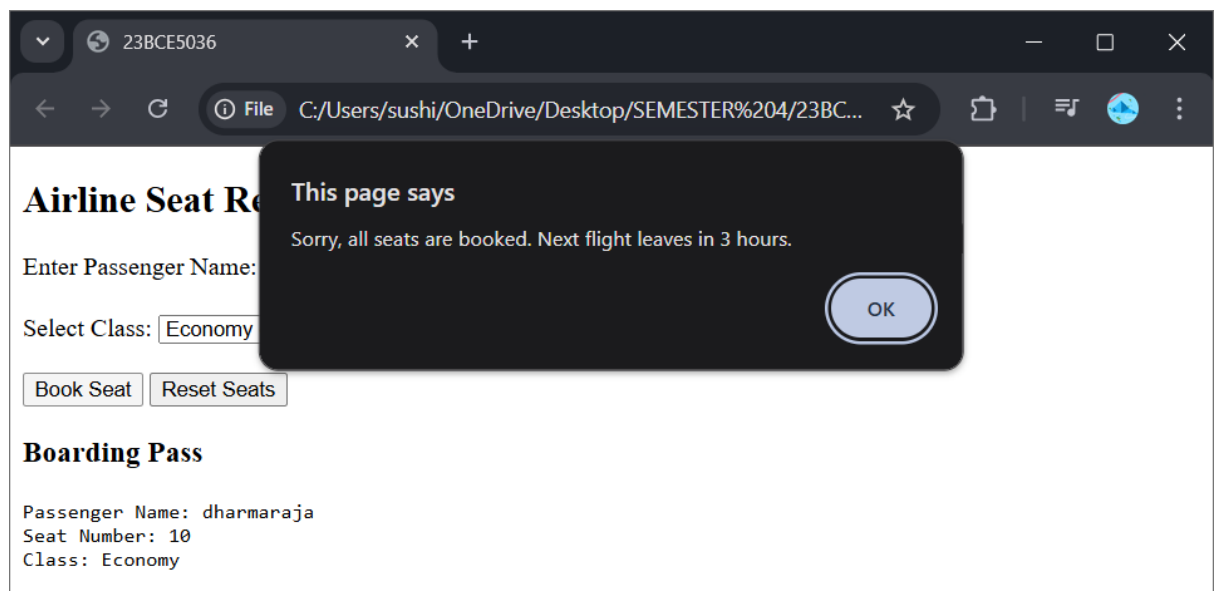 23BCE5036
File C:/Users/sushi/OneDrive/Desktop/SEMESTER%204/23BC...
This page says
Sorry, all seats are booked. Next flight leaves in 3 hours.
OK
Airline Seat
Enter Passenger Name:
Select Class: Economy
Book Seat Reset Seats
Boarding Pass
Passenger Name: dharmaraja
Seat Number: 10
Class: Economy